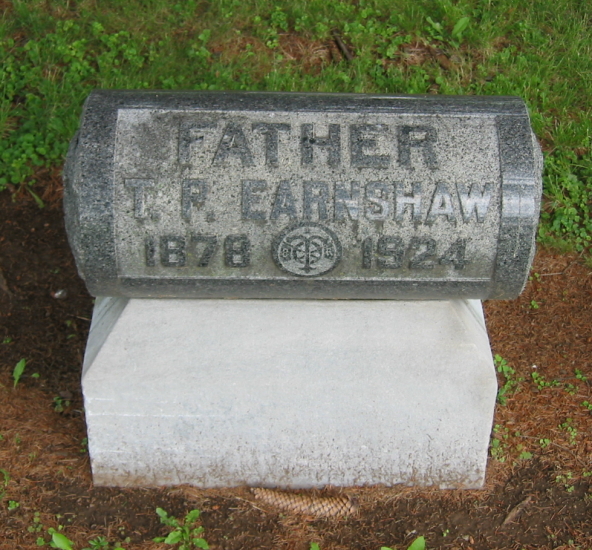 FATHER
T. P. EARNSHAW
1878 1924